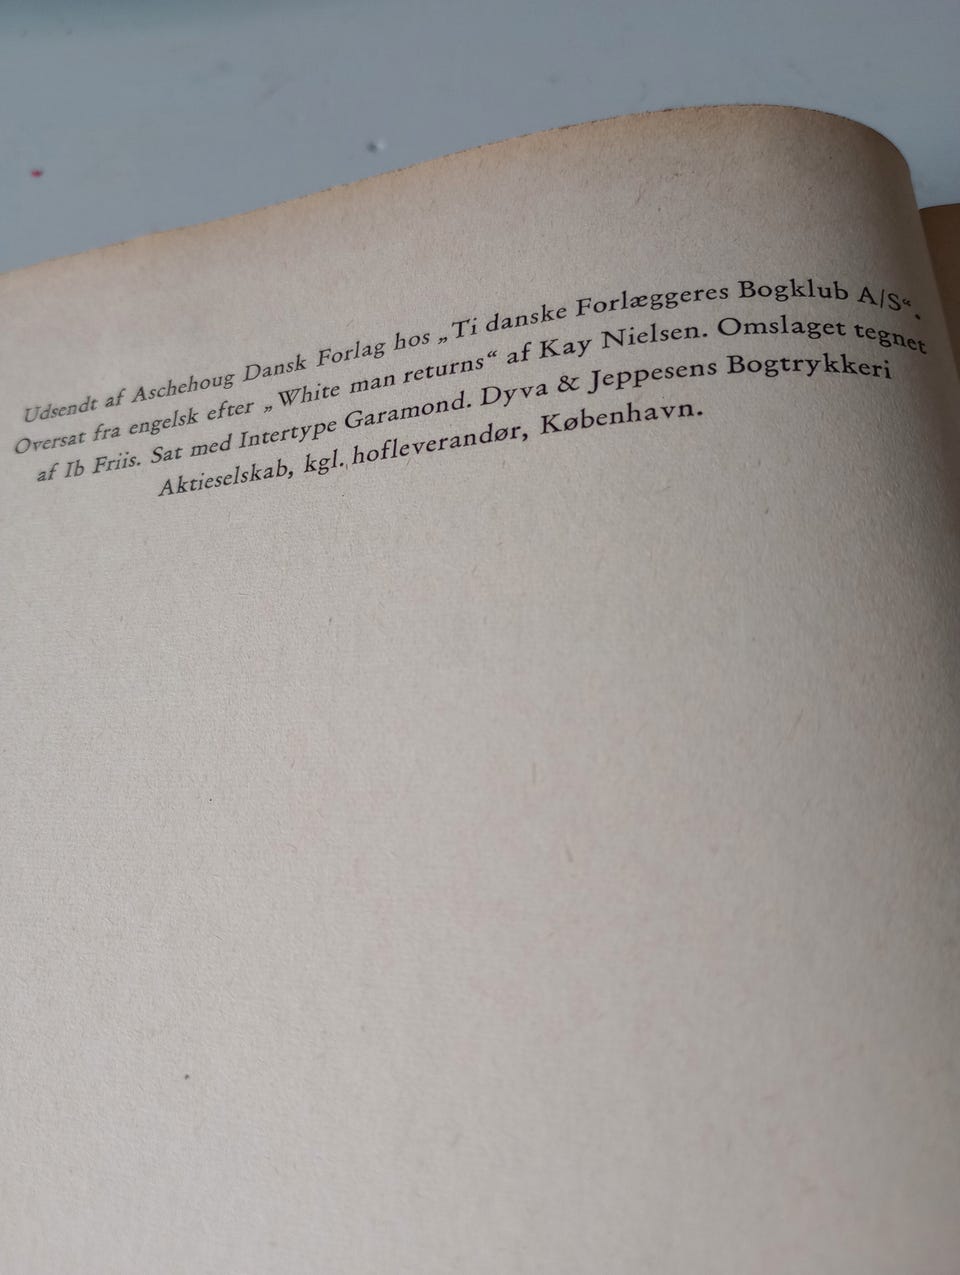 Udsendt af Aschehoug Dansk Forlag hos „Ti danske Forlæggeres Bogklub A/S“.
Oversat fra engelsk efter „White man returns“ af Kay Nielsen. Omslaget tegnet
af Ib Friis. Sat med Intertype Garamond. Dyva & Jeppesens Bogtrykkeri
Aktieselskab, kgl. hofleverandør, København.